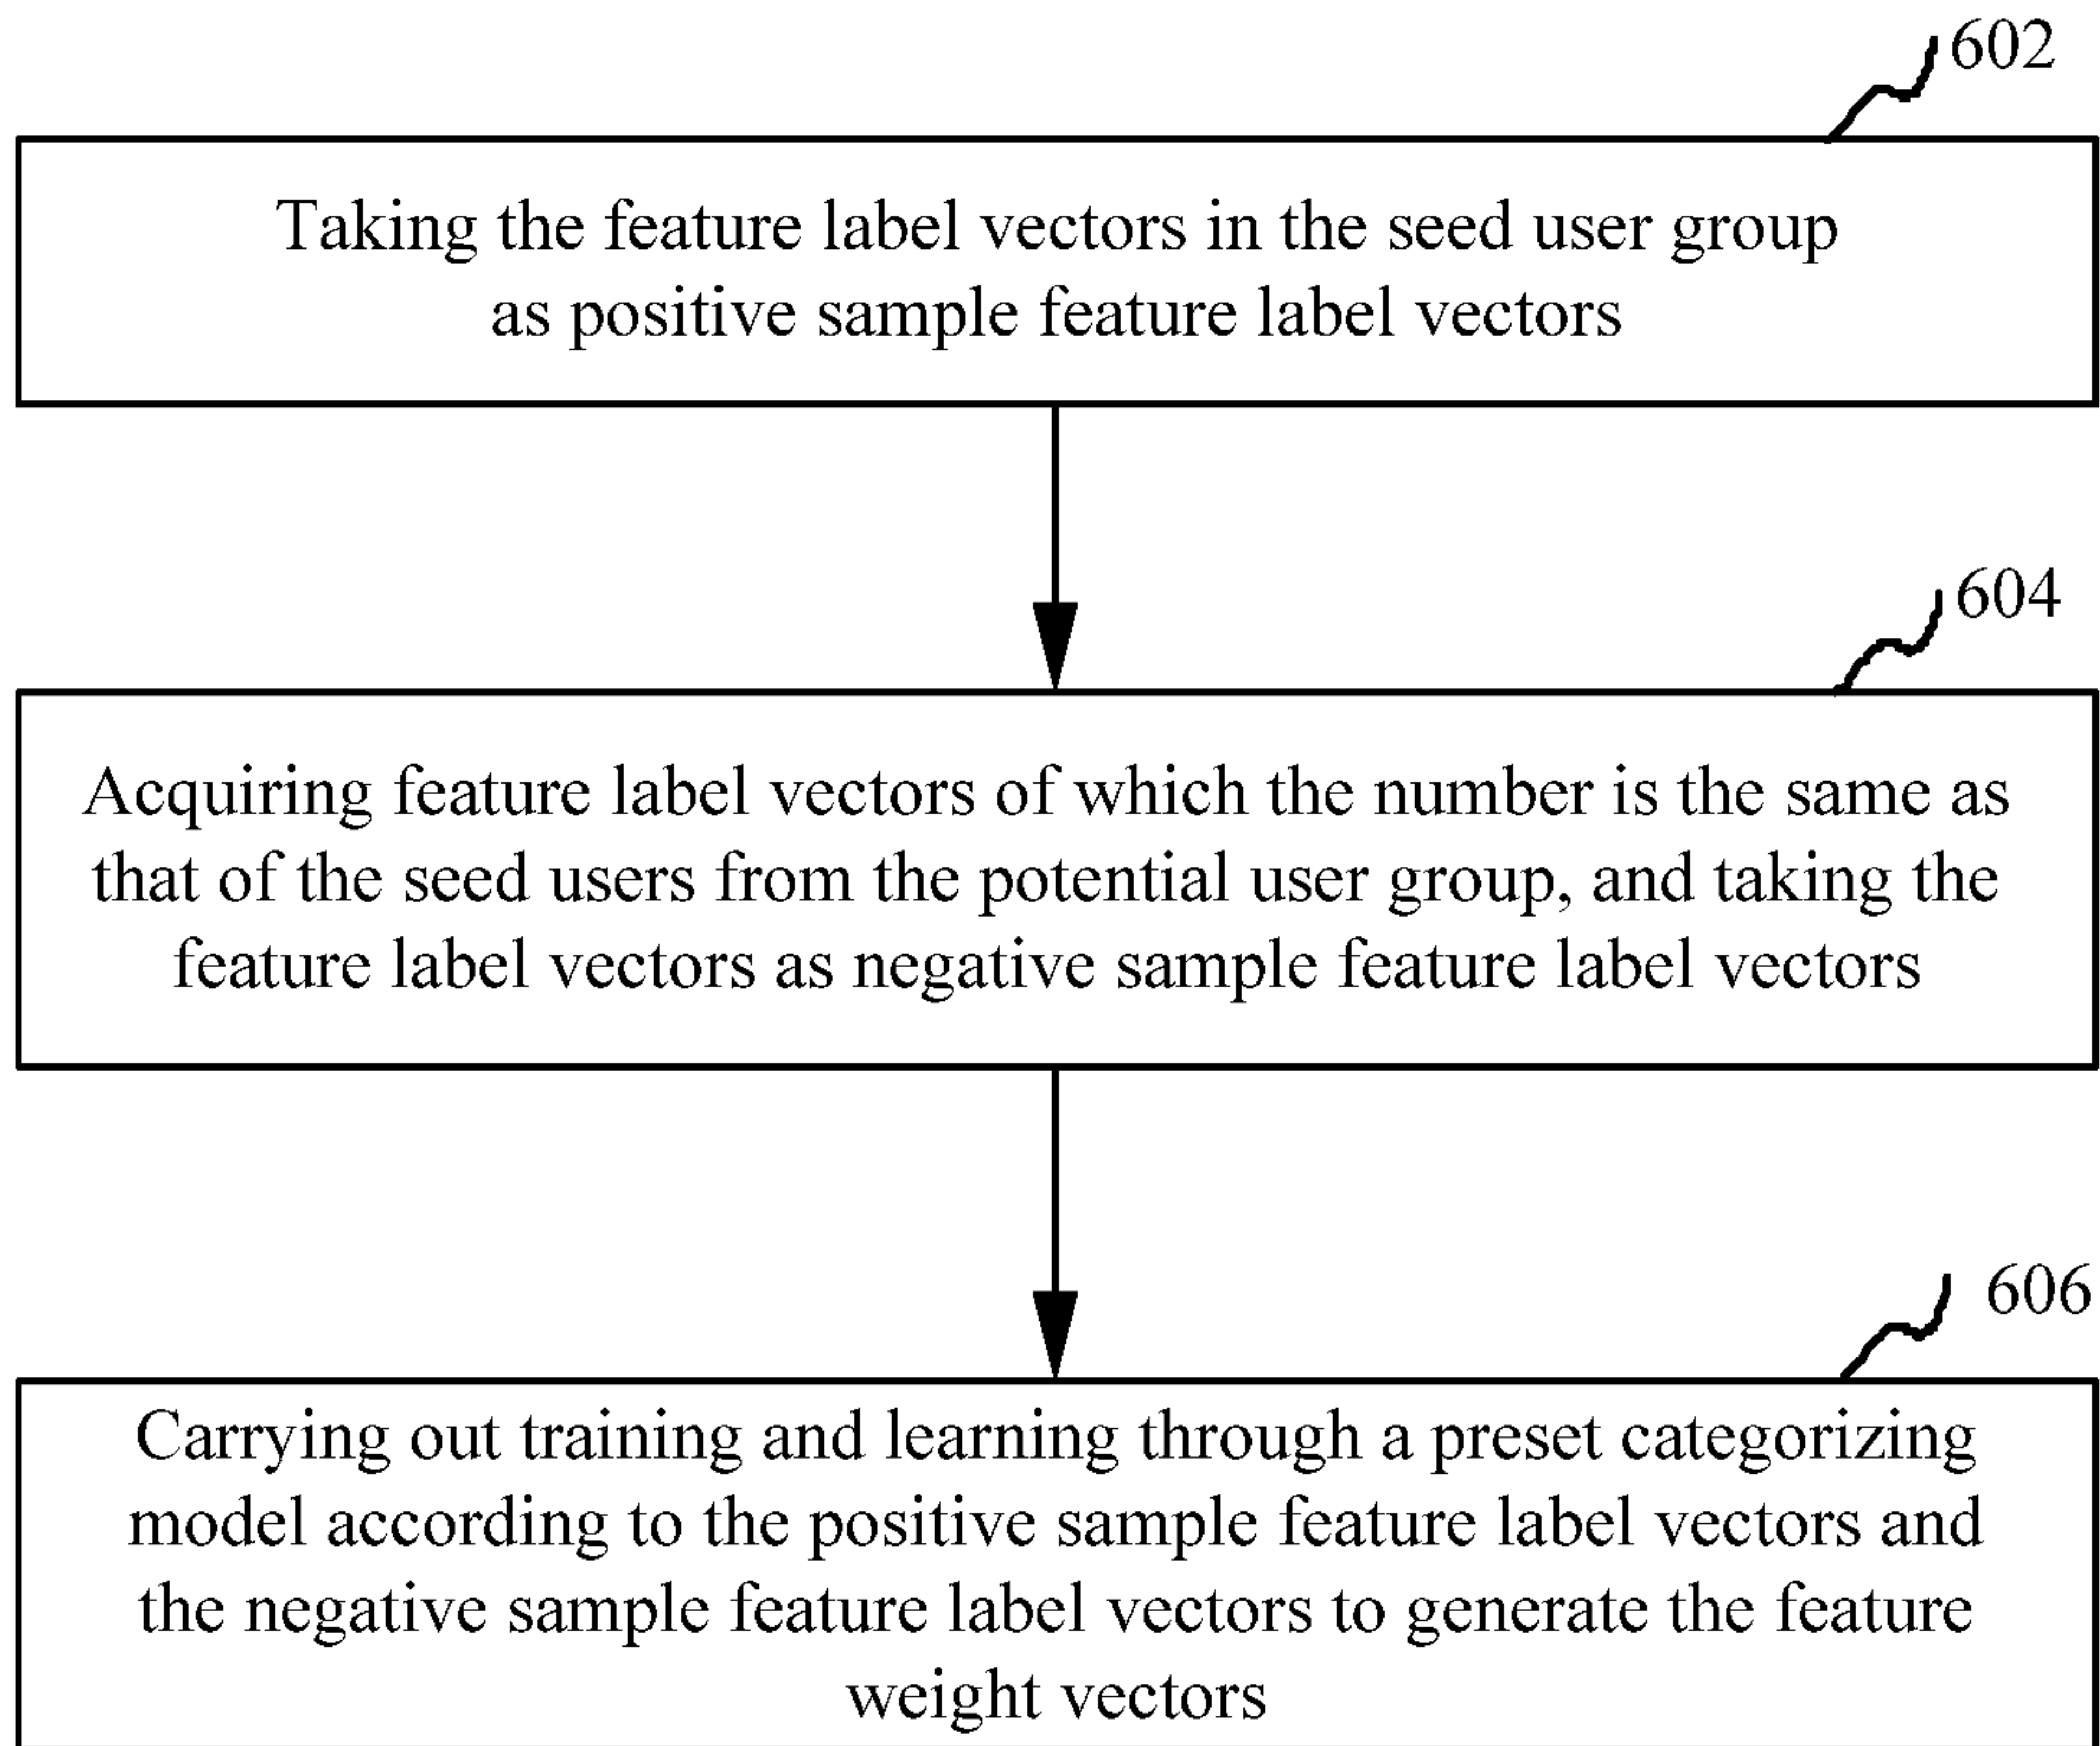 602
Taking the feature label vectors in the seed user group
as positive sample feature label vectors
604
Acquiring feature label vectors of which the number is the same as
that of the seed users from the potential user group, and taking the
feature label vectors as negative sample feature label vectors
606
Carrying out training and learning through a preset categorizing
model according to the positive sample feature label vectors and
the negative sample feature label vectors to generate the feature
weight vectors